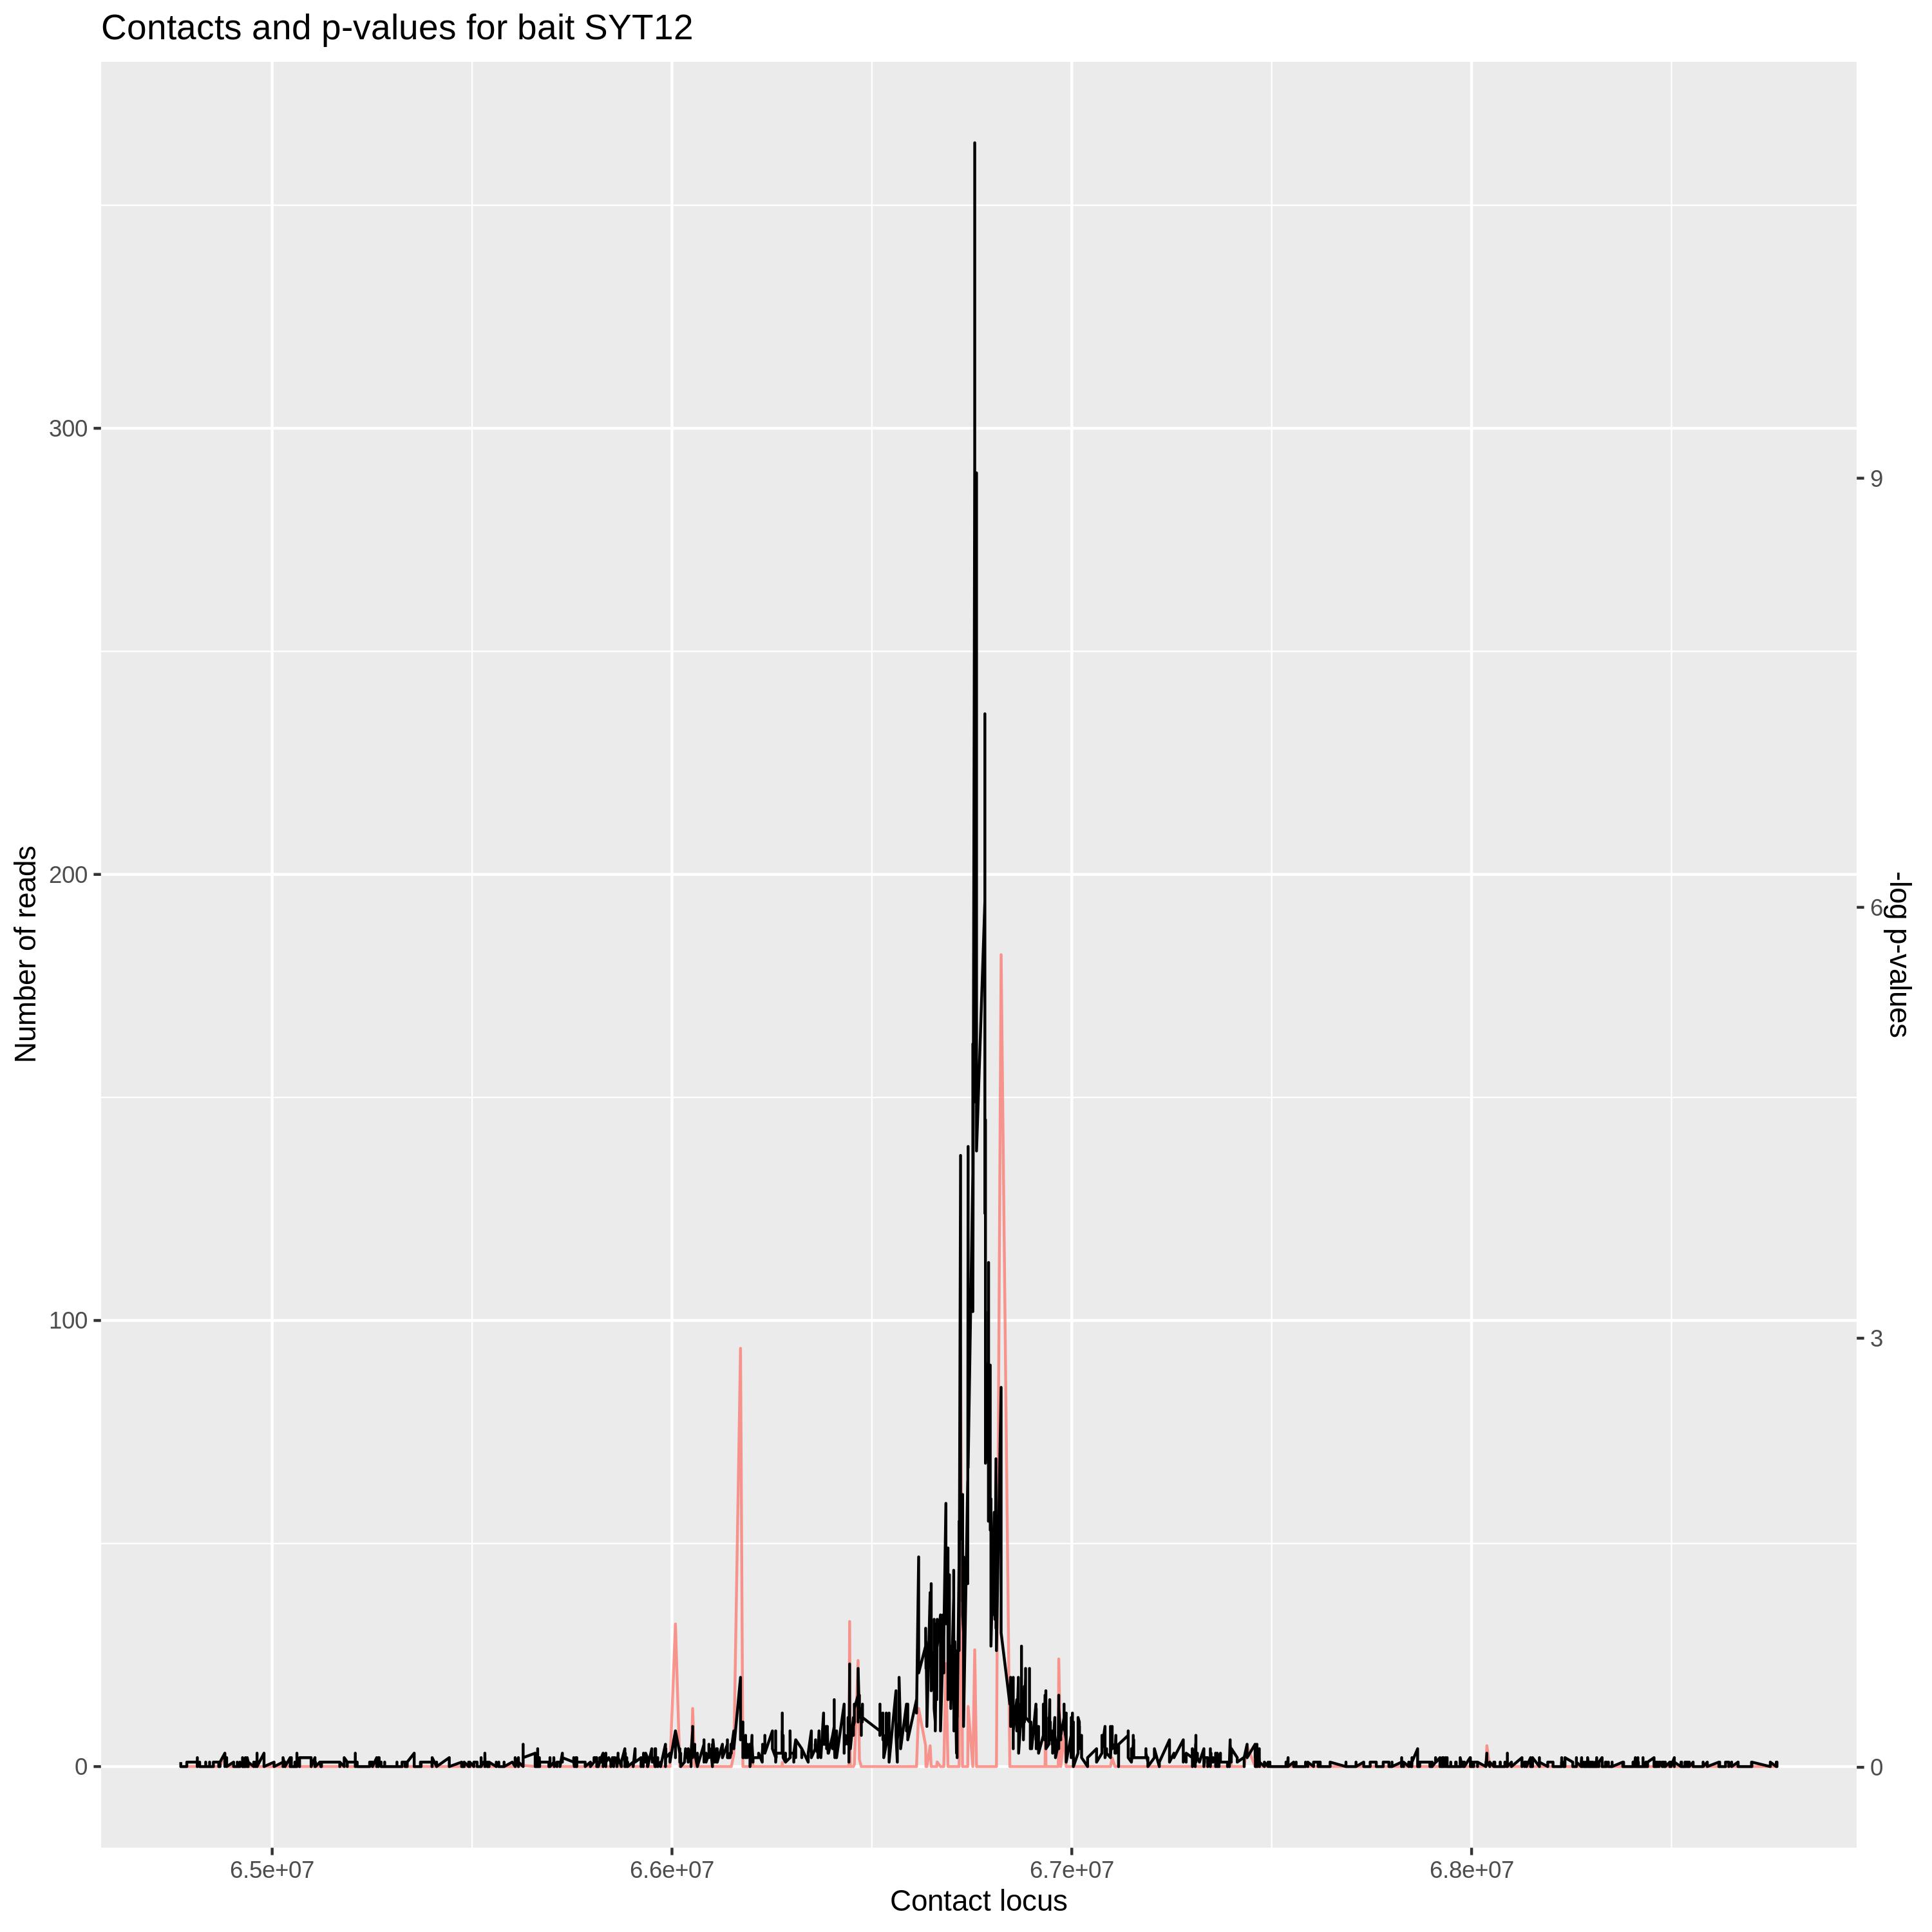 Contacts and p-values for bait SYT12
300
200
100
0
Number of reads
9
6
3
0
-log p-values
6.5e+07 6.6e+07 6.7e+07 6.8e+07
Contact locus